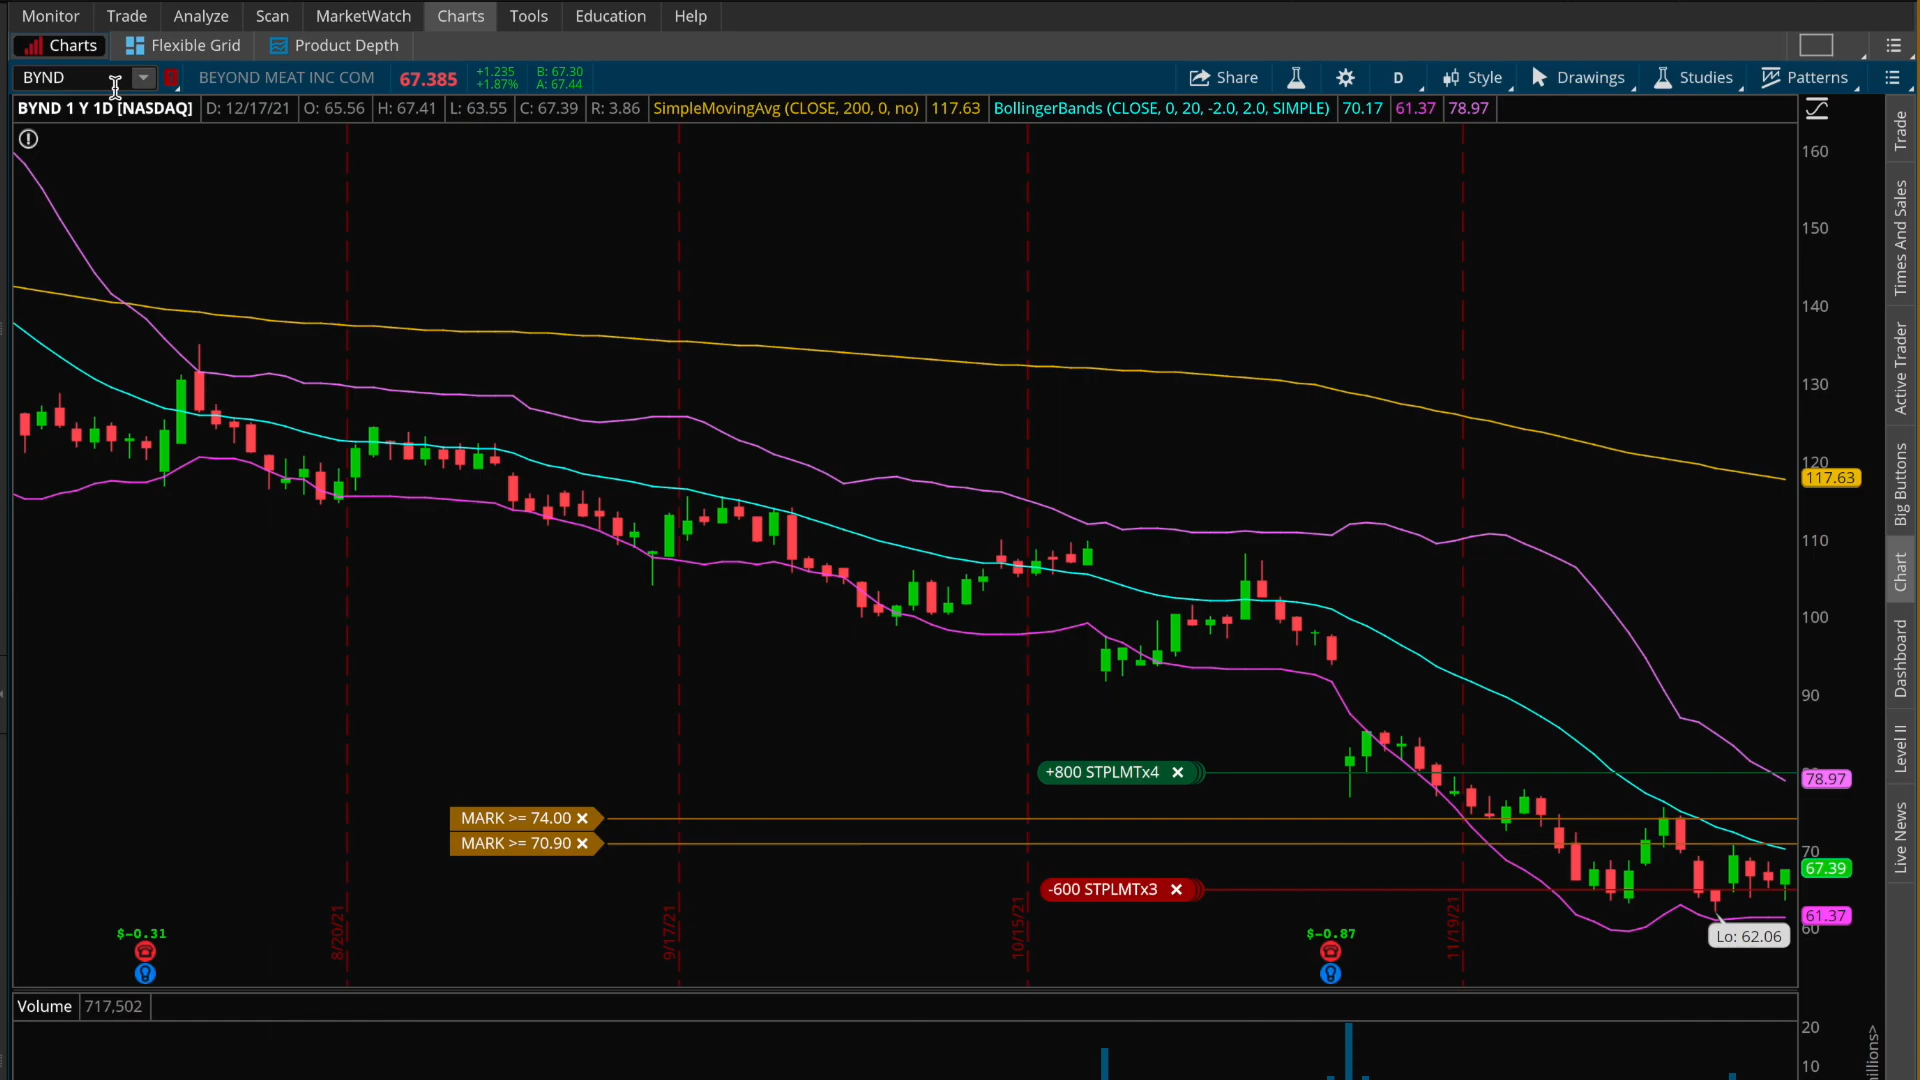 Monitor Trade Analyze Scan MarketWatch Charts Tools Education Help
Charts Flexible Grid Product Depth
BYND BEYOND MEAT INC COM 67.385 +1.235 +1.87% B: 67.30 A: 67.44 Share D Style Drawings Studies Patterns
BYND 1 Y 1D [NASDAQ] D: 12/17/21 O: 65.56 H: 67.41 L: 63.55 C: 67.39 R: 3.86 SimpleMovingAvg (CLOSE, 200, 0, no) 117.63 BollingerBands (CLOSE, 0, 20, -2.0, 2.0, SIMPLE) 70.17 61.37 78.97
160
150
140
130
120
117.63
110
100
90
+800 STPLMTx4
78.97
MARK >= 74.00
MARK >= 70.90
70
67.39
-600 STPLMTx3
61.37
60
Lo: 62.06
$-0.31
$-0.87
8/20/21
9/17/21
10/15/21
11/19/21
Volume 717,502
20
10
Trade
Times And Sales
Active Trader
Big Buttons
Chart
Dashboard
Level II
Live News